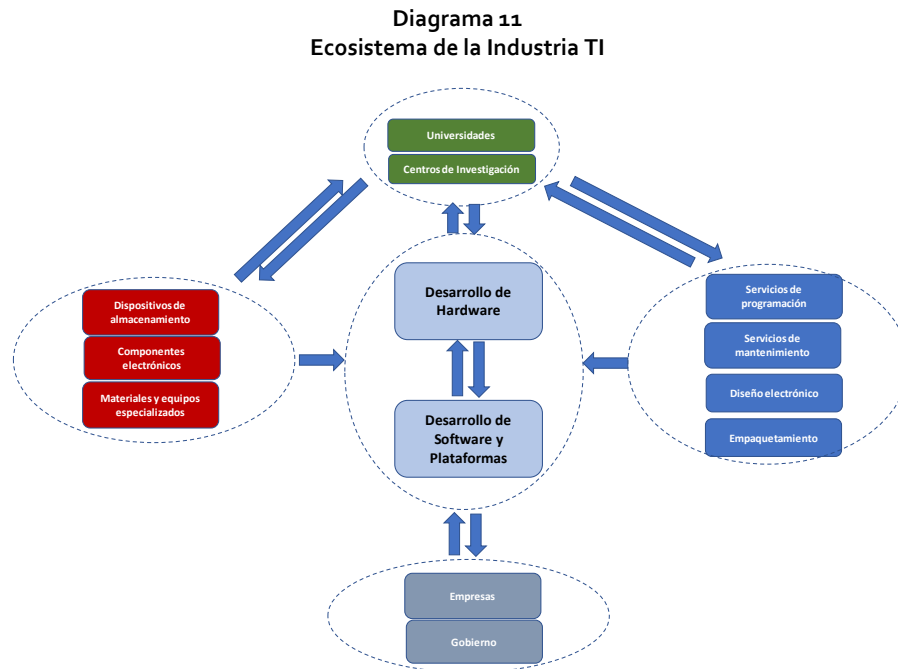 Diagrama 11
Ecosistema de la Industria TI
Universidades
Centros de Investigación
Desarrollo de
Hardware
Desarrollo de
Software y
Plataformas
Dispositivos de
almacenamiento
Componentes
electrónicos
Materiales y equipos
especializados
Servicios de
programación
Servicios de
mantenimiento
Diseño electrónico
Empaquetamiento
Empresas
Gobierno